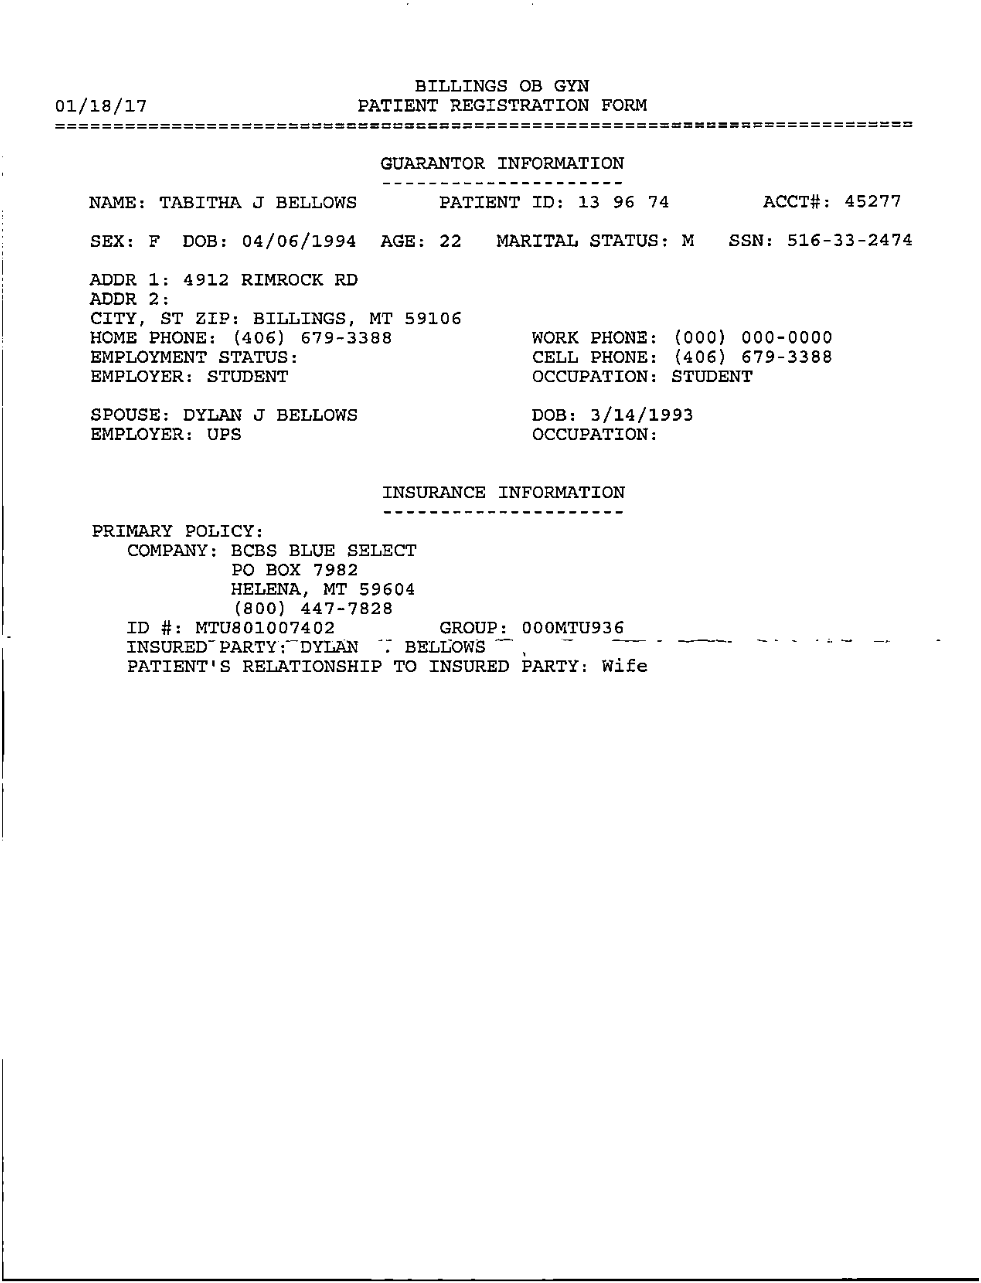 BILLINGS OB GYN
01/18/17 PATIENT REGISTRATION FORM
GUARANTOR INFORMATION
NAME: TABITHA J BELLOWS PATIENT ID: 13 96 74 ACCT#: 45277
SEX: F DOB: 04/06/1994 AGE: 22 MARITAL STATUS: M SSN: 516-33-2474
ADDR 1: 4912 RIMROCK RD
ADDR 2:
CITY, ST ZIP: BILLINGS, MT 59106
HOME PHONE: (406) 679-3388 WORK PHONE: (000) 000-0000
EMPLOYMENT STATUS: CELL PHONE: (406) 679-3388
EMPLOYER: STUDENT OCCUPATION: STUDENT
SPOUSE: DYLAN J BELLOWS DOB: 3/14/1993
EMPLOYER: UPS OCCUPATION:
INSURANCE INFORMATION
PRIMARY POLICY:
COMPANY: BCBS BLUE SELECT
PO BOX 7982
HELENA, MT 59604
(800) 447-7828
ID #: MTU801007402 GROUP: 000MTU936
INSURED PARTY: DYLAN BELLOWS
PATIENT'S RELATIONSHIP TO INSURED PARTY: Wife